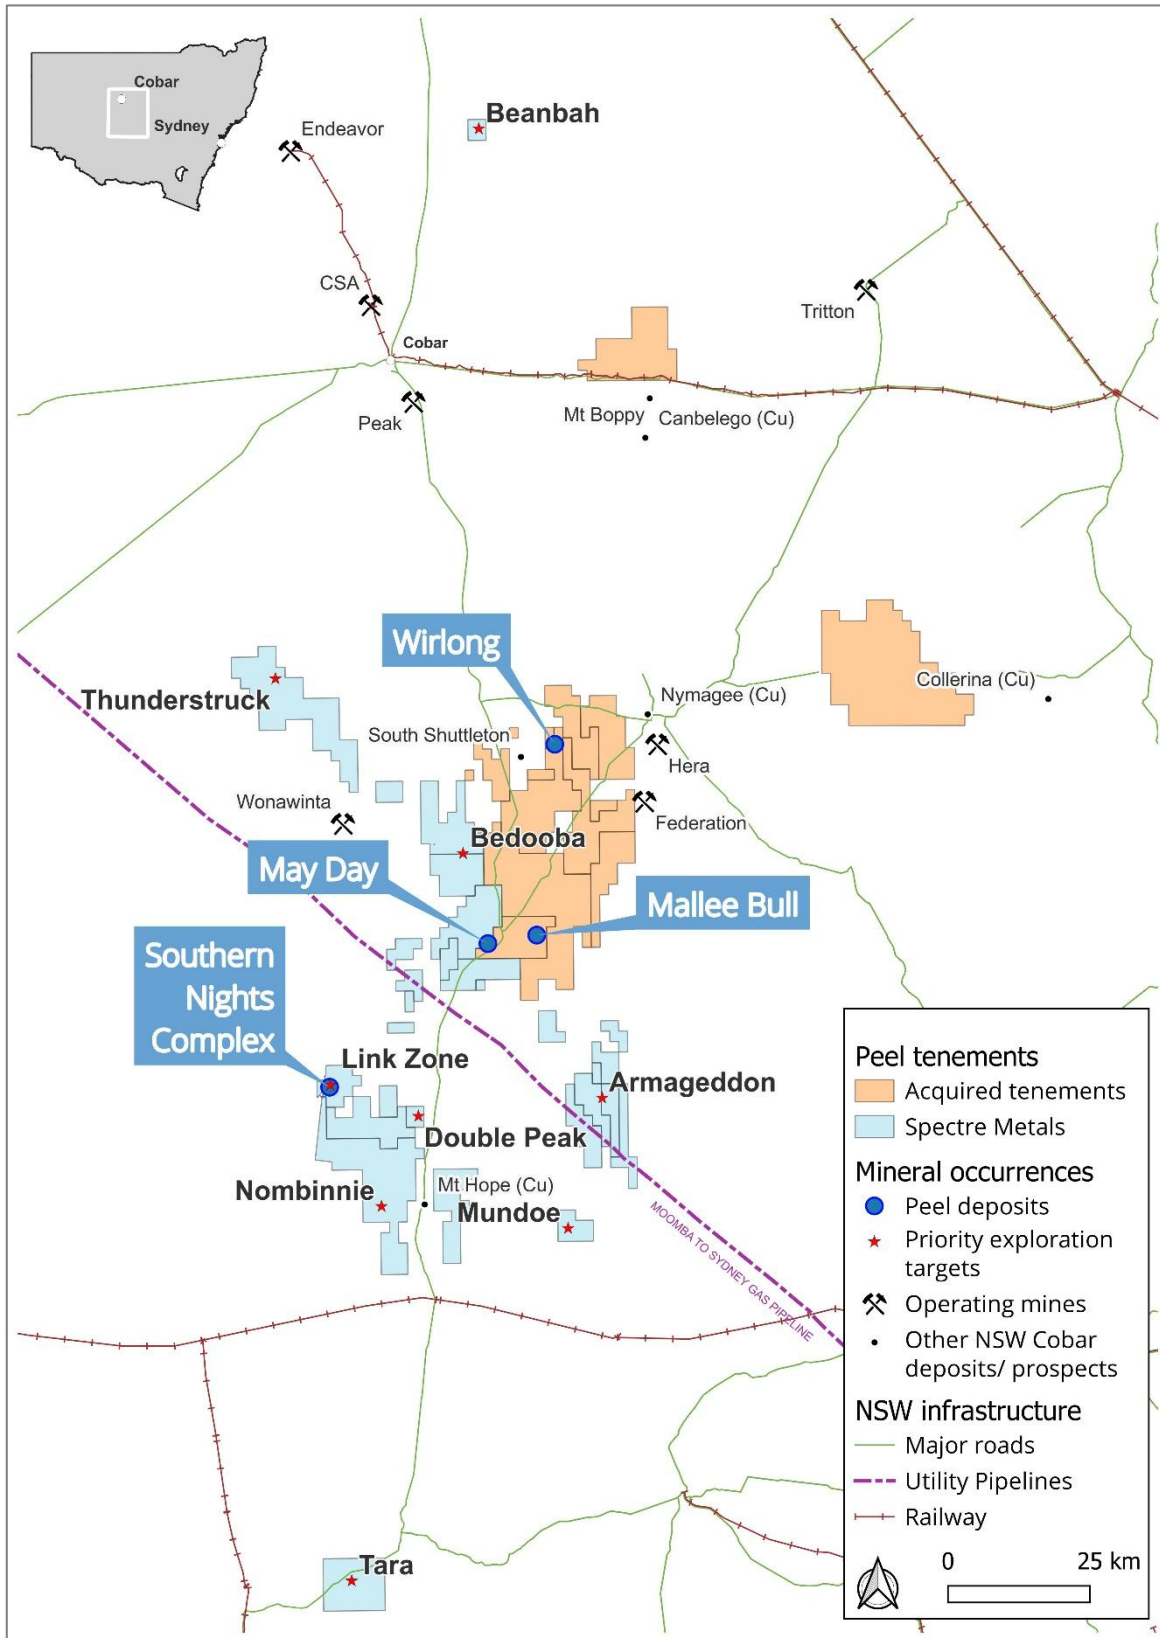 Cobar
Sydney
Endeavor
Beanbah
CSA
Cobar
Tritton
Peak
Mt Boppy
Canbelego (Cu)
Wirlong
Thunderstruck
Nymagee (Cu)
Collerina (Cu)
South Shuttleton
Hera
Wonawinta
Federation
Bedooba
May Day
Mallee Bull
Southern
Nights
Complex
Link Zone
Armageddon
Double Peak
Nombinnie
Mt Hope (Cu)
Mundoe
MOOMBA TO SYDNEY GAS PIPELINE
Tara
Peel tenements
Acquired tenements
Spectre Metals
Mineral occurrences
Peel deposits
Priority exploration
targets
Operating mines
Other NSW Cobar
deposits/ prospects
NSW infrastructure
Major roads
Utility Pipelines
Railway
0 25 km